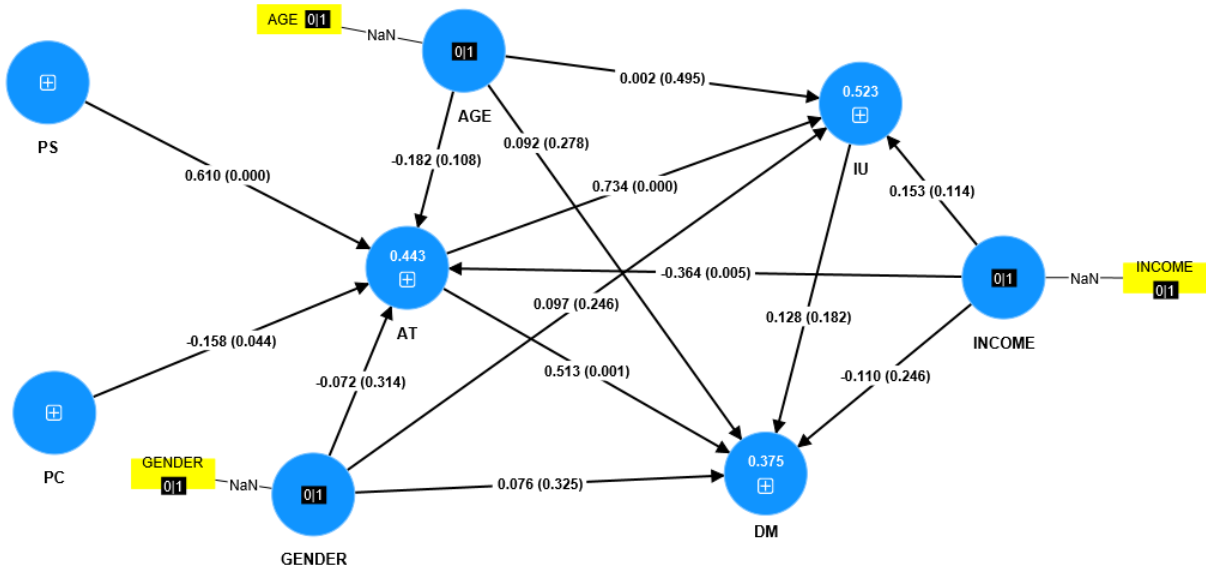 AGE 0|1
NaN
0|1
AGE
PS
0.002 (0.495)
0.523
IU
0.092 (0.278)
-0.182 (0.108)
0.610 (0.000)
0.734 (0.000)
0.153 (0.114)
0.443
AT
-0.364 (0.005)
0|1
INCOME
NaN
INCOME
0|1
0.097 (0.246)
0.128 (0.182)
-0.158 (0.044)
-0.072 (0.314)
0.513 (0.001)
-0.110 (0.246)
PC
GENDER
0|1
NaN
0|1
GENDER
0.076 (0.325)
0.375
DM